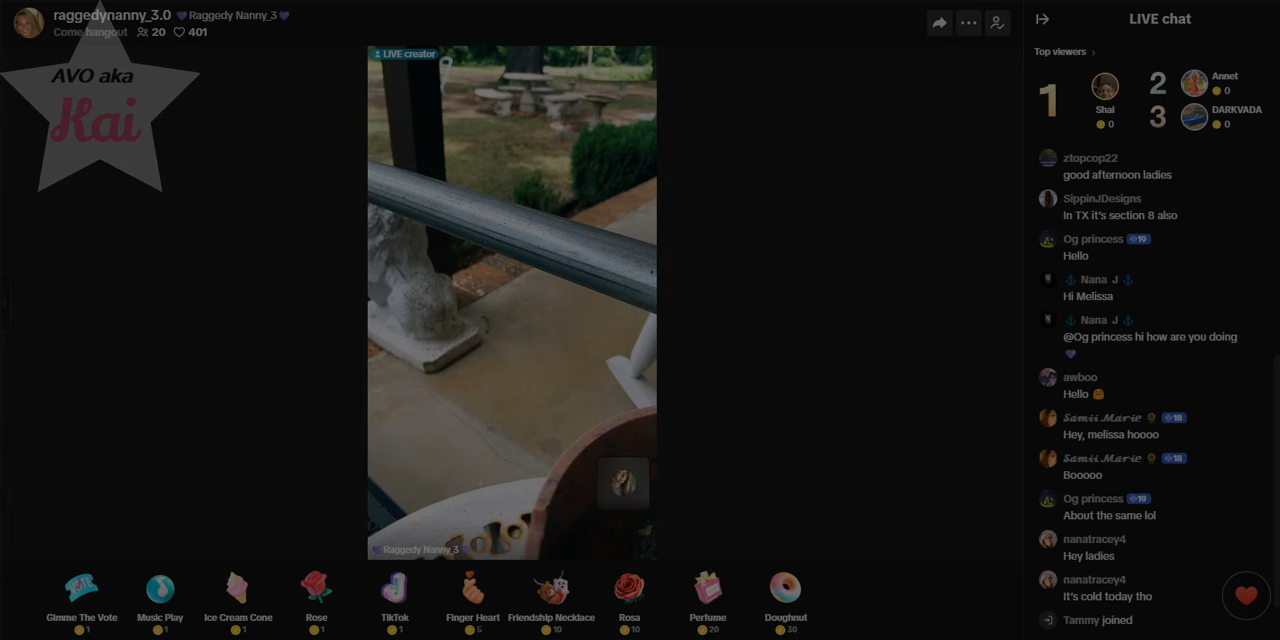 raggedynanny_3.0 💜 Raggedy Nanny_3 💜
Come hangout 20 401
AVO aka
Kai
LIVE creator
💜 Raggedy Nanny_3 💜
Gimme The Vote
1
Music Play
1
Ice Cream Cone
1
Rose
1
TikTok
1
Finger Heart
5
Friendship Necklace
10
Rosa
10
Perfume
20
Doughnut
30
LIVE chat
Top viewers >
1
Shai
0
2
Annet
0
3
DARKVADA
0
ztopcop22
good afternoon ladies
SippinJDesigns
In TX it's section 8 also
Og princess 19
Hello
⚓ Nana J ⚓
Hi Melissa
⚓ Nana J ⚓
@Og princess hi how are you doing
💜
awboo
Hello 🤗
𝓢𝓪𝓶𝓲𝓲 𝓜𝓪𝓻𝓲𝓮 🌻 18
Hey, melissa hoooo
𝓢𝓪𝓶𝓲𝓲 𝓜𝓪𝓻𝓲𝓮 🌻 18
Booooo
Og princess 19
About the same lol
nanatracey4
Hey ladies
nanatracey4
It's cold today tho
Tammy joined